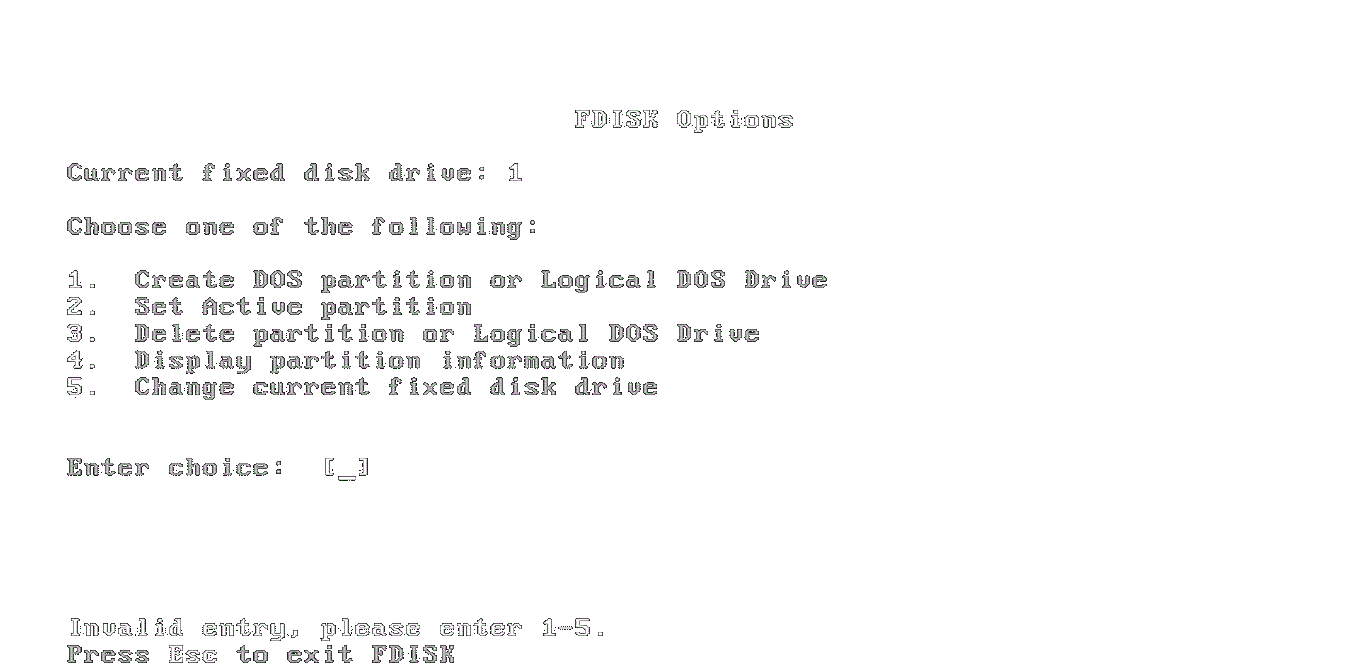 FDISK Options
Current fixed disk drive: 1
Choose one of the following:
1. Create DOS partition or Logical DOS Drive
2. Set Active partition
3. Delete partition or Logical DOS Drive
4. Display partition information
5. Change current fixed disk drive
Enter choice: [_]
Invalid entry, please enter 1-5.
Press Esc to exit FDISK